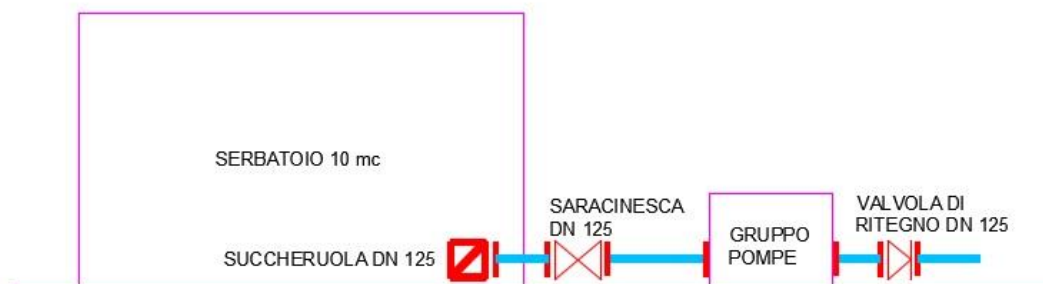 SERBATOIO 10 mc
SARACINESCA
DN 125
VALVOLA DI
RITEGNO DN 125
GRUPPO
POMPE
SUCCHERUOLA DN 125